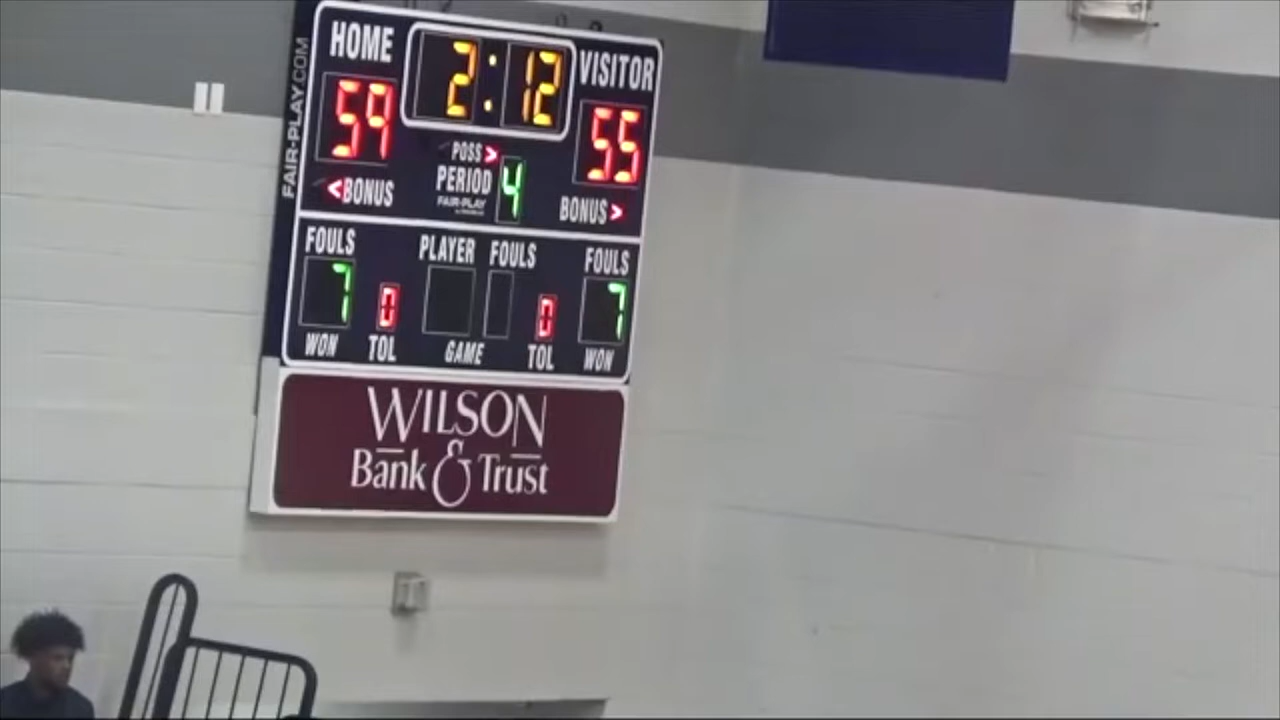 FAIR-PLAY.COM
HOME 2:12 VISITOR
59 55
POSS >
PERIOD 4
FAIR-PLAY
<BONUS BONUS>
FOULS PLAYER FOULS FOULS
7 0 0 7
WON TOL GAME TOL WON
WILSON
Bank & Trust